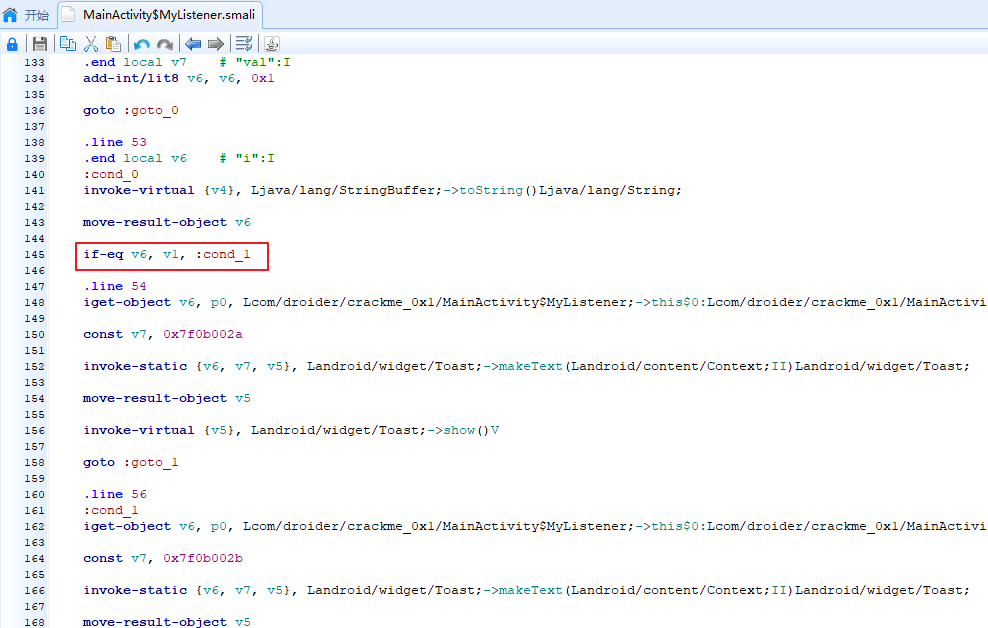 开始
MainActivity$MyListener.smali
133 .end local v7 # "val":I
134 add-int/lit8 v6, v6, 0x1
135
136 goto :goto_0
137
138 .line 53
139 .end local v6 # "i":I
140 :cond_0
141 invoke-virtual {v4}, Ljava/lang/StringBuffer;->toString()Ljava/lang/String;
142
143 move-result-object v6
144
145 if-eq v6, v1, :cond_1
146
147 .line 54
148 iget-object v6, p0, Lcom/droider/crackme_0x1/MainActivity$MyListener;->this$0:Lcom/droider/crackme_0x1/MainActivi
149
150 const v7, 0x7f0b002a
151
152 invoke-static {v6, v7, v5}, Landroid/widget/Toast;->makeText(Landroid/content/Context;II)Landroid/widget/Toast;
153
154 move-result-object v5
155
156 invoke-virtual {v5}, Landroid/widget/Toast;->show()V
157
158 goto :goto_1
159
160 .line 56
161 :cond_1
162 iget-object v6, p0, Lcom/droider/crackme_0x1/MainActivity$MyListener;->this$0:Lcom/droider/crackme_0x1/MainActivi
163
164 const v7, 0x7f0b002b
165
166 invoke-static {v6, v7, v5}, Landroid/widget/Toast;->makeText(Landroid/content/Context;II)Landroid/widget/Toast;
167
168 move-result-object v5